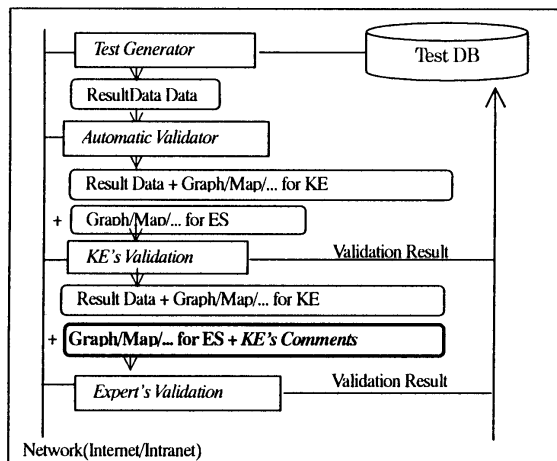 Test Generator
Test DB
ResultData Data
Automatic Validator
Result Data + Graph/Map/... for KE
+ Graph/Map/... for ES
KE's Validation
Validation Result
Result Data + Graph/Map/... for KE
+ Graph/Map/... for ES + KE's Comments
Validation Result
Expert's Validation
Network(Internet/Intranet)